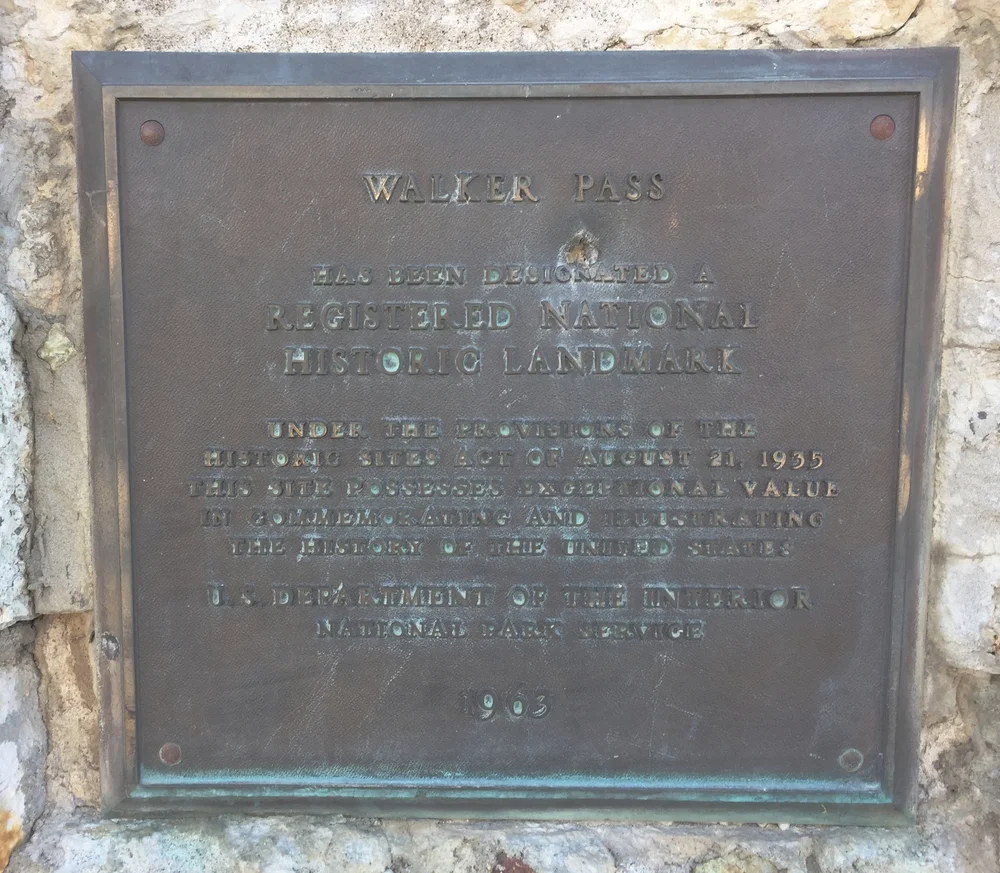 WALKER PASS
HAS BEEN DESIGNATED A
REGISTERED NATIONAL
HISTORIC LANDMARK
UNDER THE PROVISIONS OF THE
HISTORIC SITES ACT OF AUGUST 21, 1935
THIS SITE POSSESSES EXCEPTIONAL VALUE
IN COMMEMORATING AND ILLUSTRATING
THE HISTORY OF THE UNITED STATES
U. S. DEPARTMENT OF THE INTERIOR
NATIONAL PARK SERVICE
1963